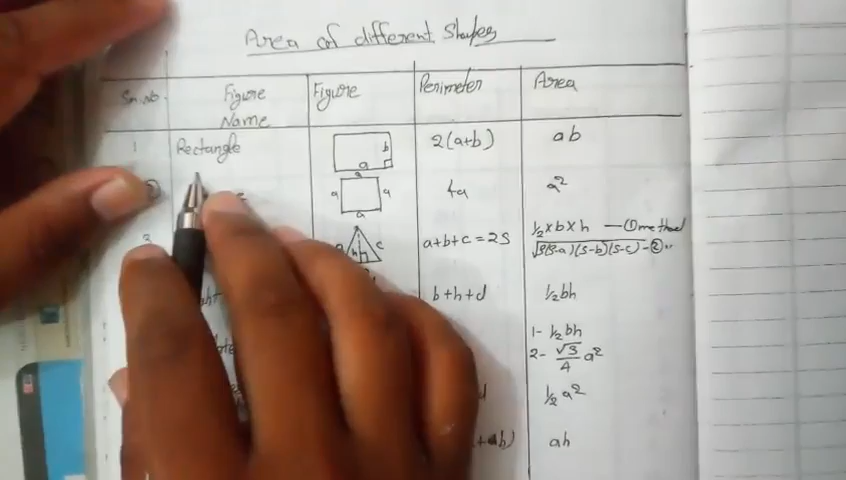 Area of different Shapes
Sn.no Figure Name Figure Perimeter Area
1 Rectangle a b 2(a+b) ab
2 a a a a 4a a²
3 h c a+b+c=2S ½×b×h — ① method
√S(S-a)(S-b)(S-c) - ②"
b+h+d ½bh
1- ½bh
2- √3/4 a²
d ½a²
b) ah